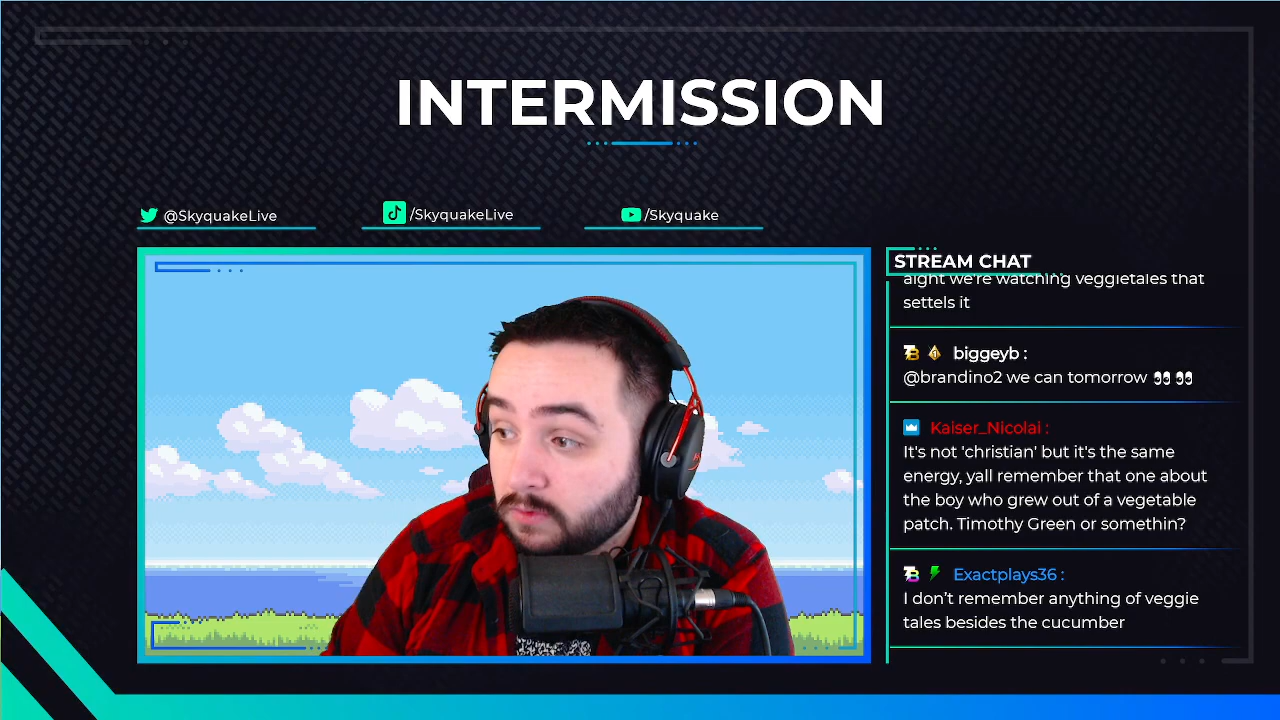 INTERMISSION
@SkyquakeLive
/SkyquakeLive
/Skyquake
STREAM CHAT
aight we're watching veggietales that
settels it
biggeyb :
@brandino2 we can tomorrow 👀 👀
Kaiser_Nicolai :
It's not 'christian' but it's the same
energy, yall remember that one about
the boy who grew out of a vegetable
patch. Timothy Green or somethin?
Exactplays36 :
I don't remember anything of veggie
tales besides the cucumber